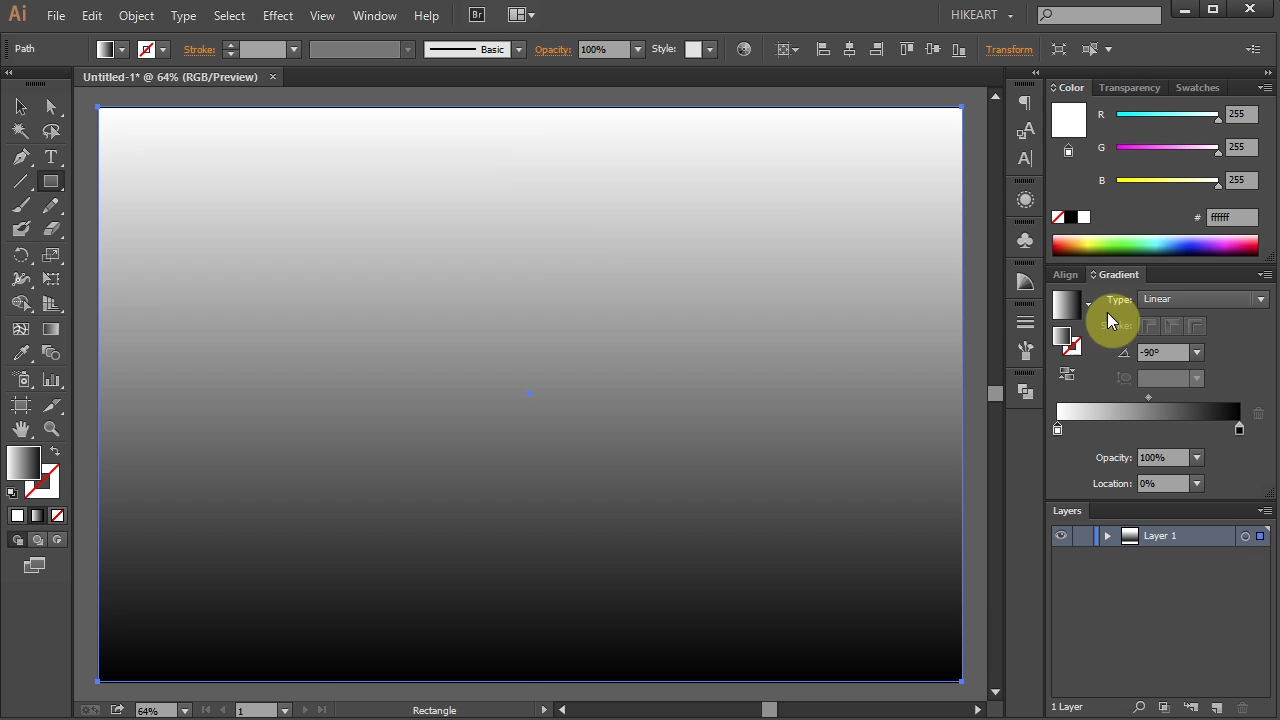 Ai File Edit Object Type Select Effect View Window Help Br HIKEART
Path Stroke: Basic Opacity: 100% Style: Transform
Untitled-1* @ 64% (RGB/Preview)
Color Transparency Swatches
R 255
G 255
B 255
# ffffff
Align Gradient
Type: Linear
Stroke:
-90°
Opacity: 100%
Location: 0%
Layers
Layer 1
1 Layer
64% 1 Rectangle